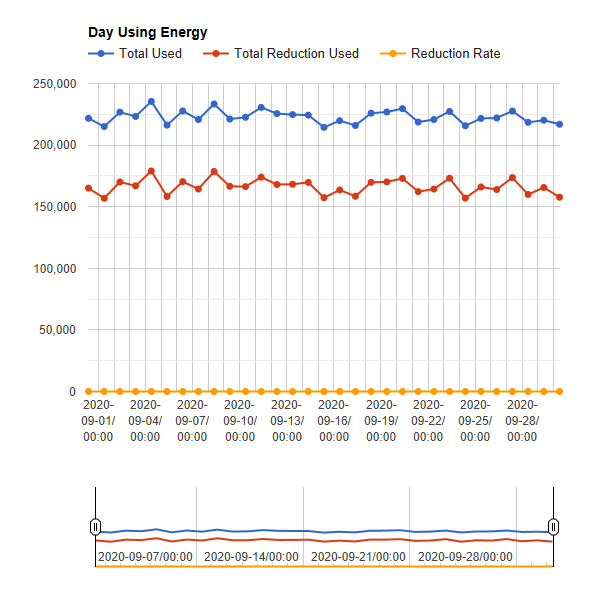 Day Using Energy
Total Used Total Reduction Used Reduction Rate
250,000
200,000
150,000
100,000
50,000
0
2020- 2020- 2020- 2020- 2020- 2020- 2020- 2020- 2020- 2020-
09-01/ 09-04/ 09-07/ 09-10/ 09-13/ 09-16/ 09-19/ 09-22/ 09-25/ 09-28/
00:00 00:00 00:00 00:00 00:00 00:00 00:00 00:00 00:00 00:00
2020-09-07/00:00 2020-09-14/00:00 2020-09-21/00:00 2020-09-28/00:00